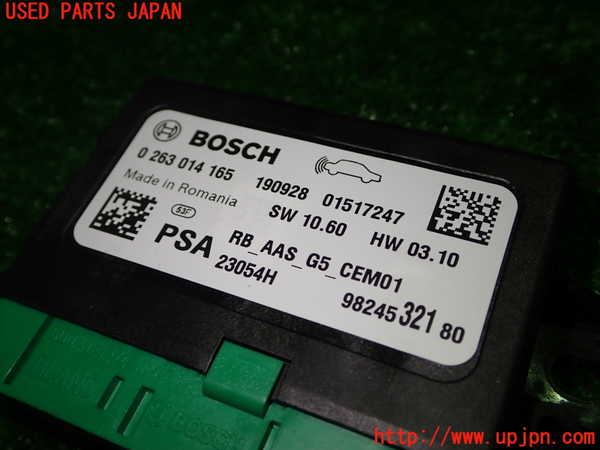 USED PARTS JAPAN
BOSCH
0 263 014 165 190928 01517247
Made in Romania SW 10.60 HW 03.10
53F
PSA RB_AAS_G5_CEM01
23054H 98245 321 80
BOSCH
http://www.upjpn.com